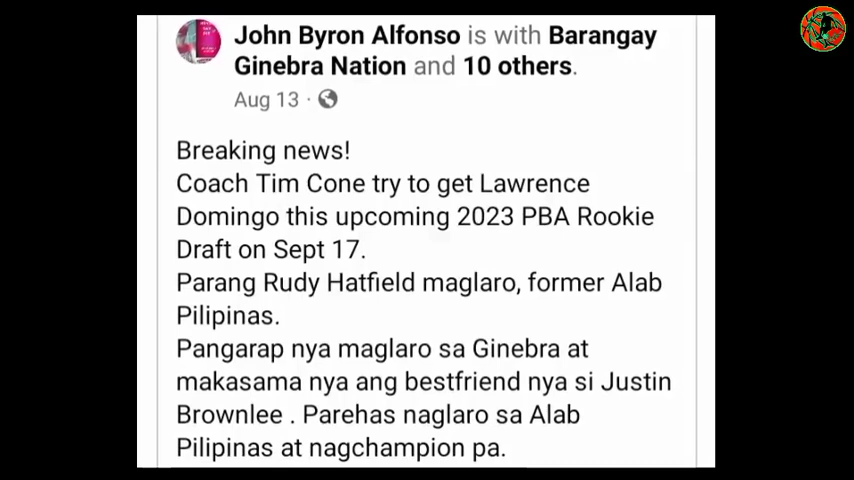 John Byron Alfonso is with Barangay
Ginebra Nation and 10 others.
Aug 13 ·
Breaking news!
Coach Tim Cone try to get Lawrence
Domingo this upcoming 2023 PBA Rookie
Draft on Sept 17.
Parang Rudy Hatfield maglaro, former Alab
Pilipinas.
Pangarap nya maglaro sa Ginebra at
makasama nya ang bestfriend nya si Justin
Brownlee . Parehas naglaro sa Alab
Pilipinas at nagchampion pa.